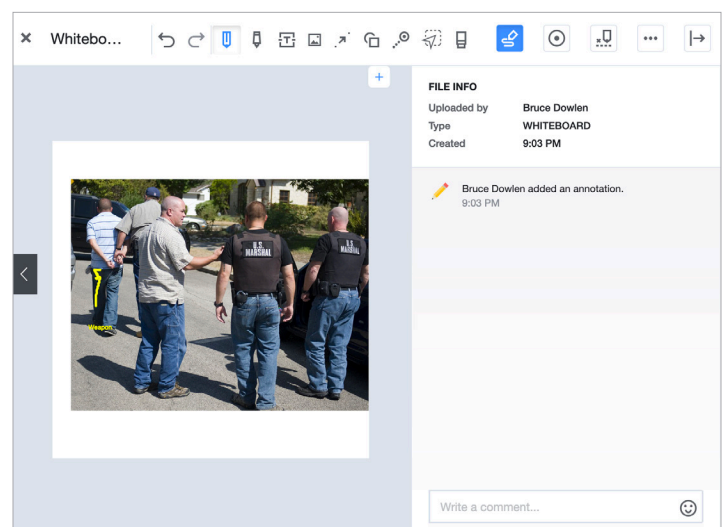 Whitebo...
FILE INFO
Uploaded by Bruce Dowlen
Type WHITEBOARD
Created 9:03 PM
Bruce Dowlen added an annotation.
9:03 PM
U.S.
MARSHAL
U.S.
MARSHAL
Weapon
Write a comment...